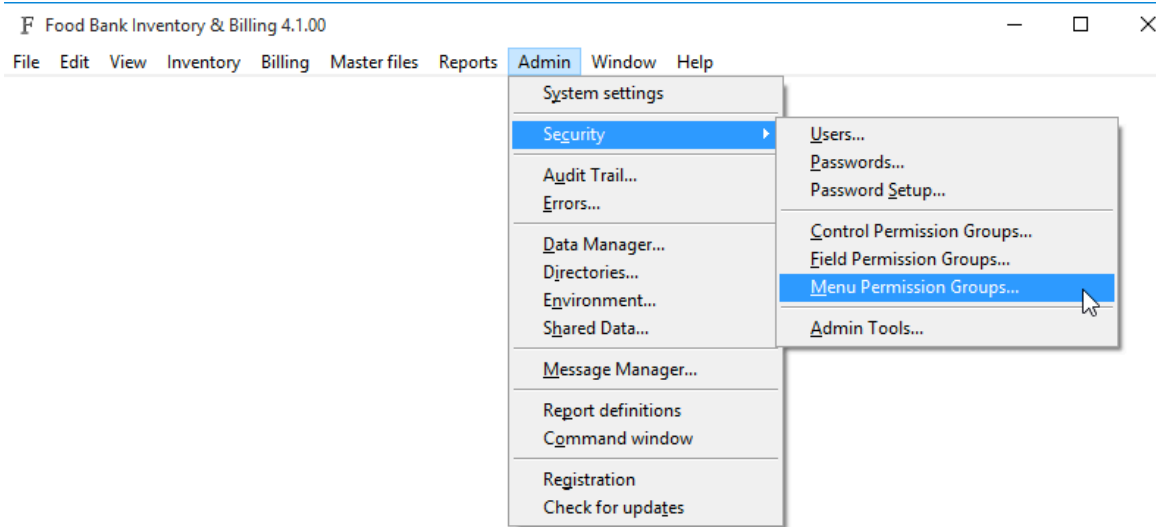 F Food Bank Inventory & Billing 4.1.00
File Edit View Inventory Billing Master files Reports Admin Window Help
System settings
Security
Audit Trail...
Errors...
Data Manager...
Directories...
Environment...
Shared Data...
Message Manager...
Report definitions
Command window
Registration
Check for updates
Users...
Passwords...
Password Setup...
Control Permission Groups...
Field Permission Groups...
Menu Permission Groups...
Admin Tools...